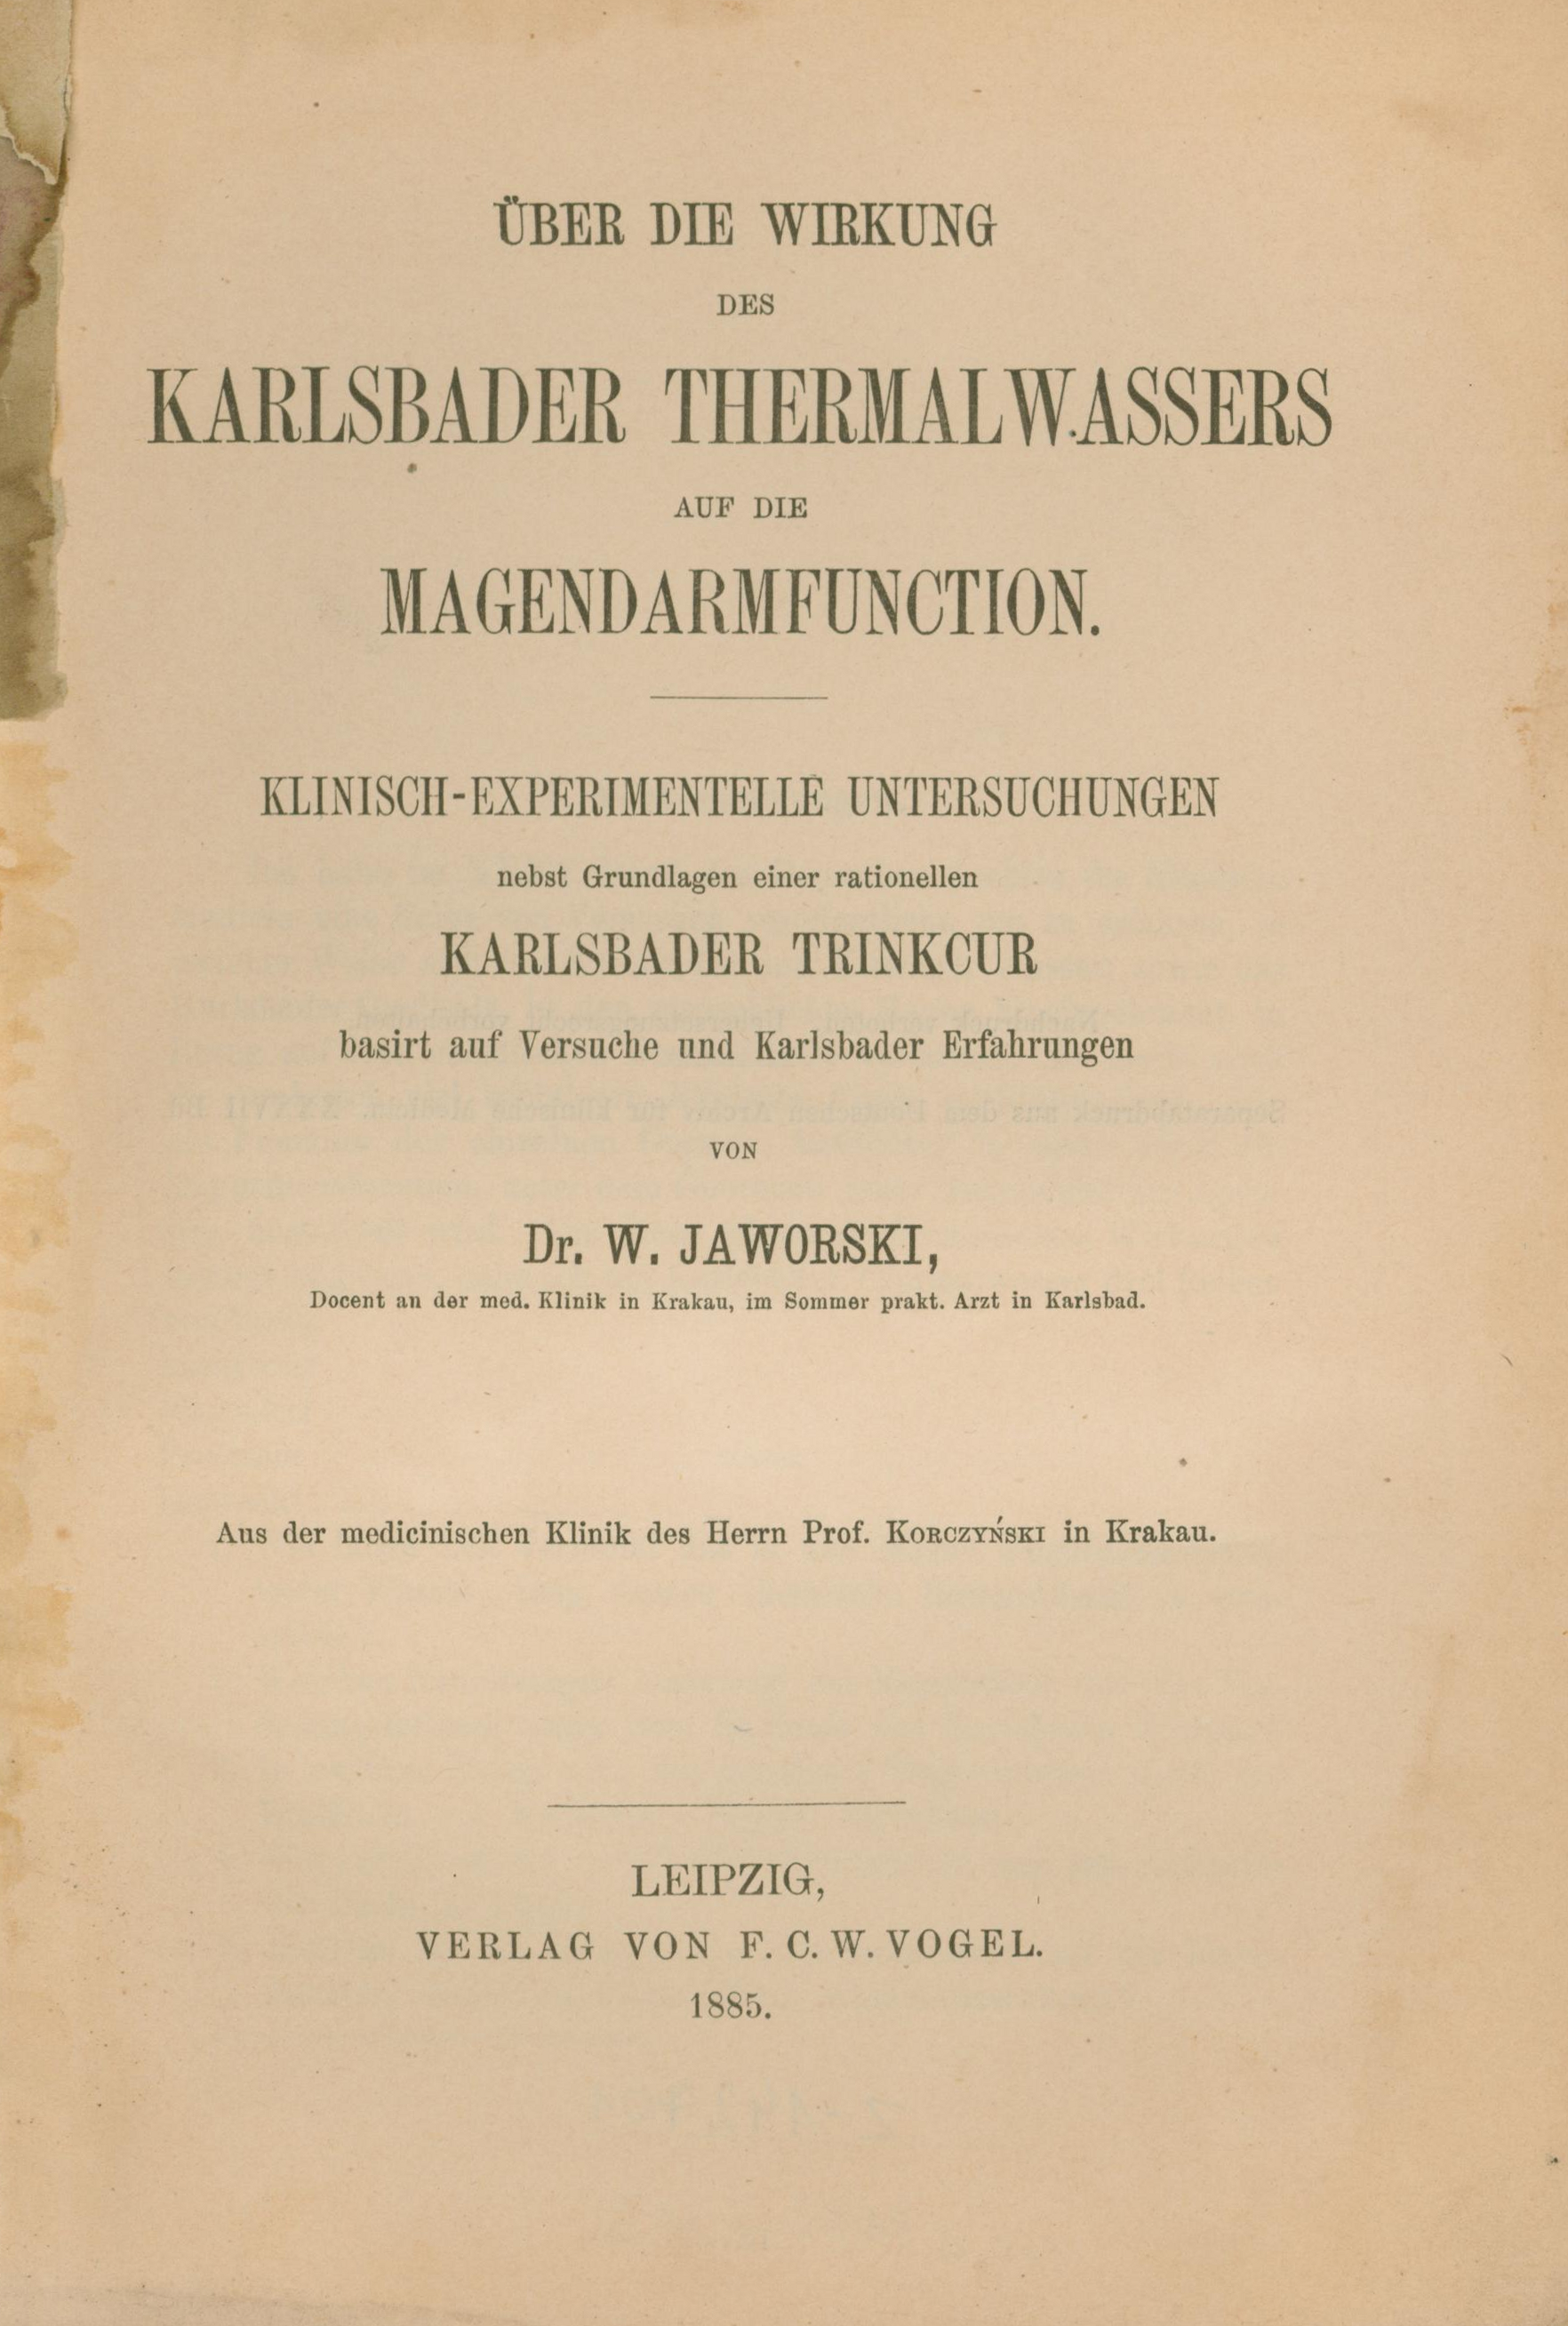 ÜBER DIE WIRKUNG
DES
KARLSBADER THERMALWASSERS
AUF DIE
MAGENDARMFUNCTION.
KLINISCH-EXPERIMENTELLE UNTERSUCHUNGEN
nebst Grundlagen einer rationellen
KARLSBADER TRINKCUR
basirt auf Versuche und Karlsbader Erfahrungen
VON
Dr. W. JAWORSKI,
Docent an der med. Klinik in Krakau, im Sommer prakt. Arzt in Karlsbad.
Aus der medicinischen Klinik des Herrn Prof. KORCZYŃSKI in Krakau.
LEIPZIG,
VERLAG VON F. C. W. VOGEL.
1885.